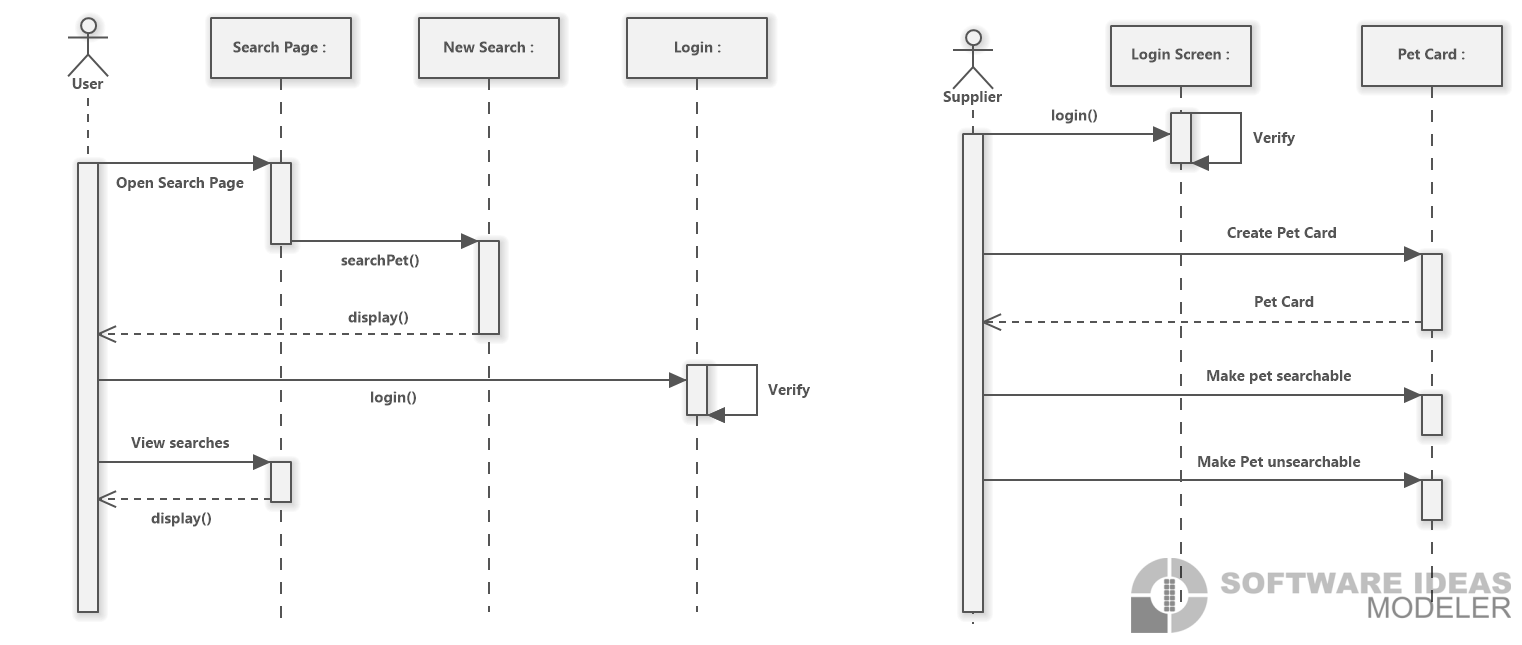 User
Search Page :
New Search :
Login :
Open Search Page
searchPet()
display()
login()
Verify
View searches
display()
Supplier
Login Screen :
Pet Card :
login()
Verify
Create Pet Card
Pet Card
Make pet searchable
Make Pet unsearchable
SOFTWARE IDEAS
MODELER